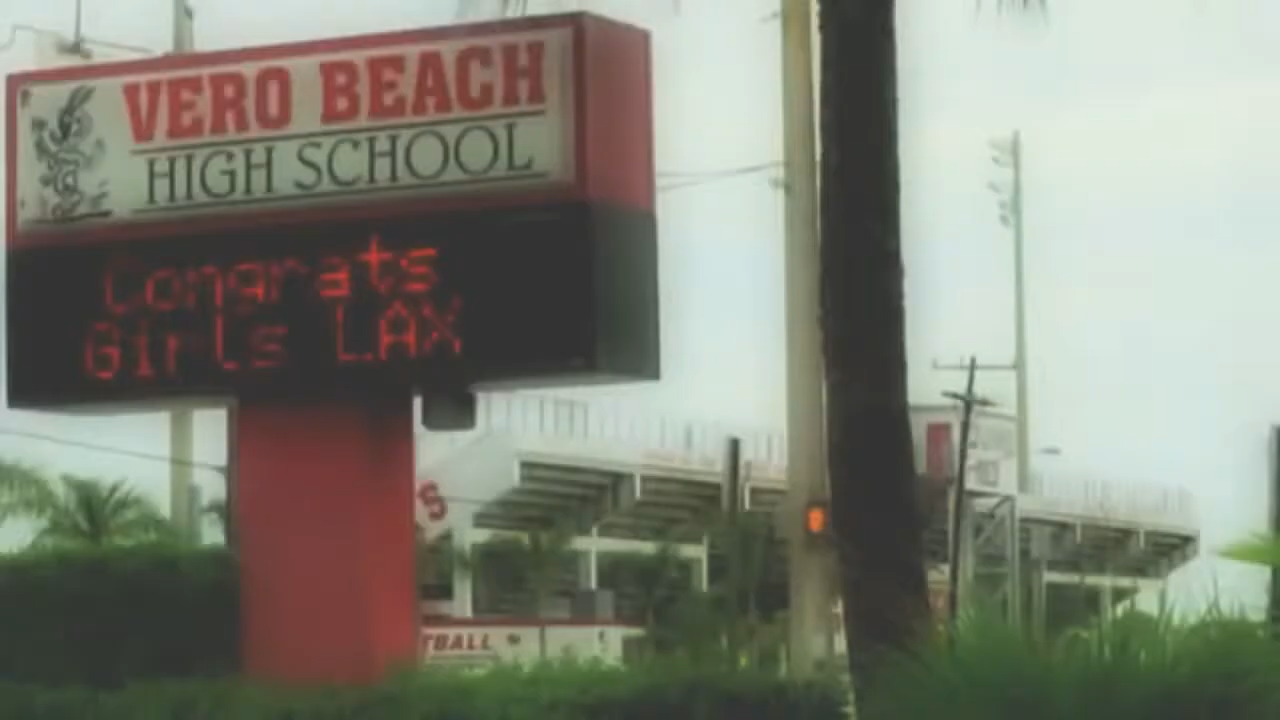 VERO BEACH
HIGH SCHOOL
Congrats
Girls LAX
S
TBALL